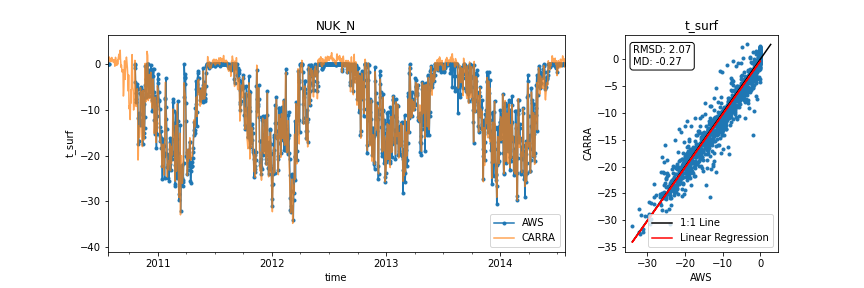 NUK_N
t_surf
0
−10
−20
−30
−40
2011
2012
2013
2014
time
AWS
CARRA
t_surf
CARRA
0
−5
−10
−15
−20
−25
−30
−35
RMSD: 2.07
MD: -0.27
1:1 Line
Linear Regression
−30
−20
−10
0
AWS